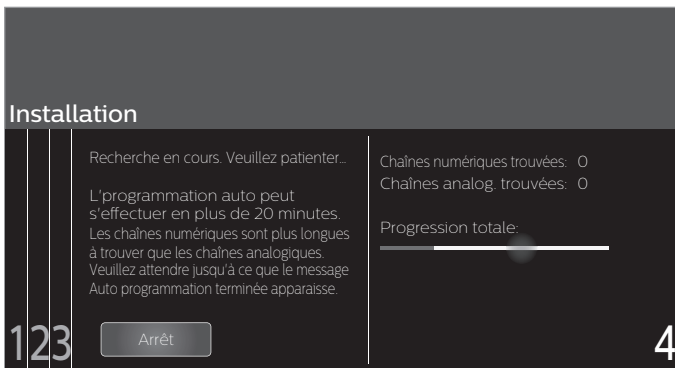 Installation
Recherche en cours. Veuillez patienter...
L'programmation auto peut
s'effectuer en plus de 20 minutes.
Les chaînes numériques sont plus longues
à trouver que les chaînes analogiques.
Veuillez attendre jusqu'à ce que le message
Auto programmation terminée apparaisse.
Arrêt
Chaînes numériques trouvées: 0
Chaînes analog. trouvées: 0
Progression totale:
1 2 3
4